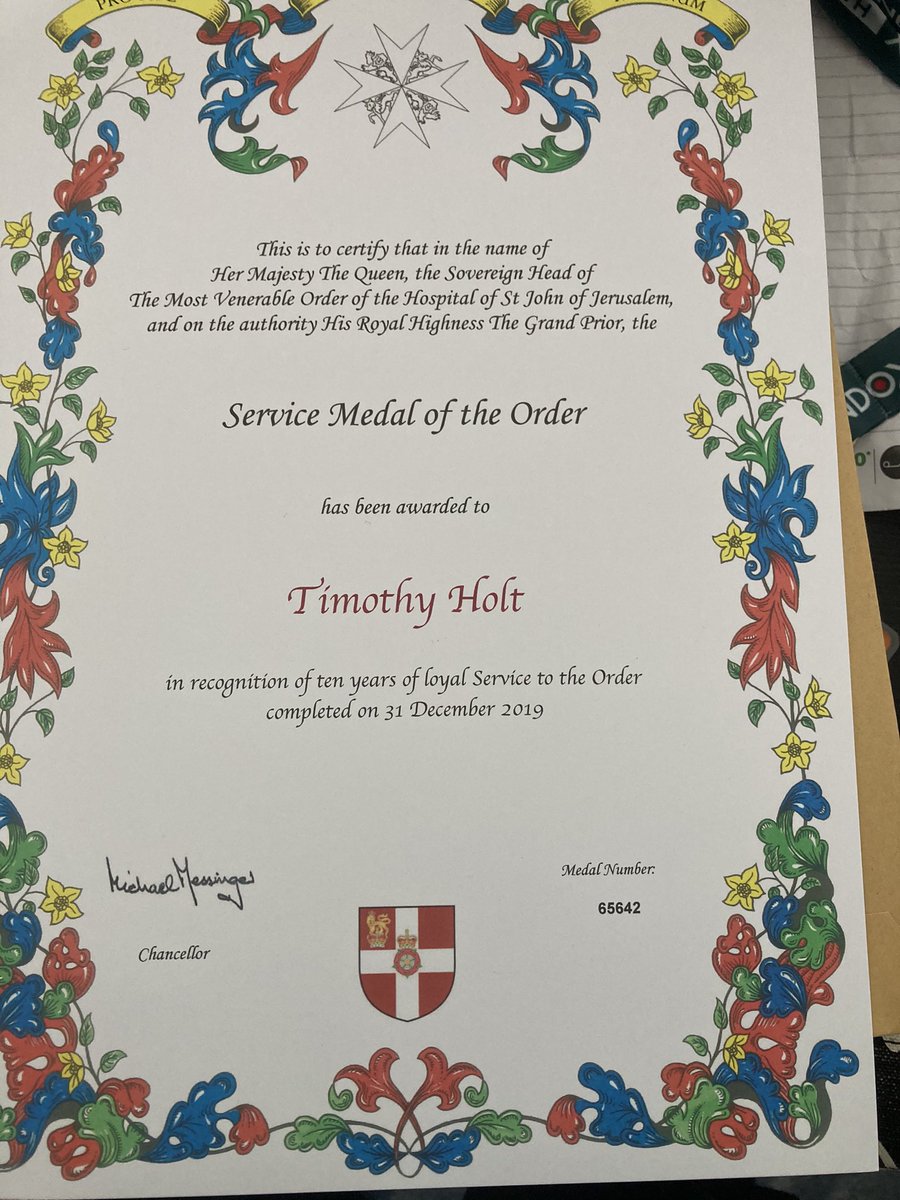 This is to certify that in the name of
Her Majesty The Queen, the Sovereign Head of
The Most Venerable Order of the Hospital of St John of Jerusalem,
and on the authority His Royal Highness The Grand Prior, the
Service Medal of the Order
has been awarded to
Timothy Holt
in recognition of ten years of loyal Service to the Order
completed on 31 December 2019
Michael Messinger
Chancellor
Medal Number:
65642